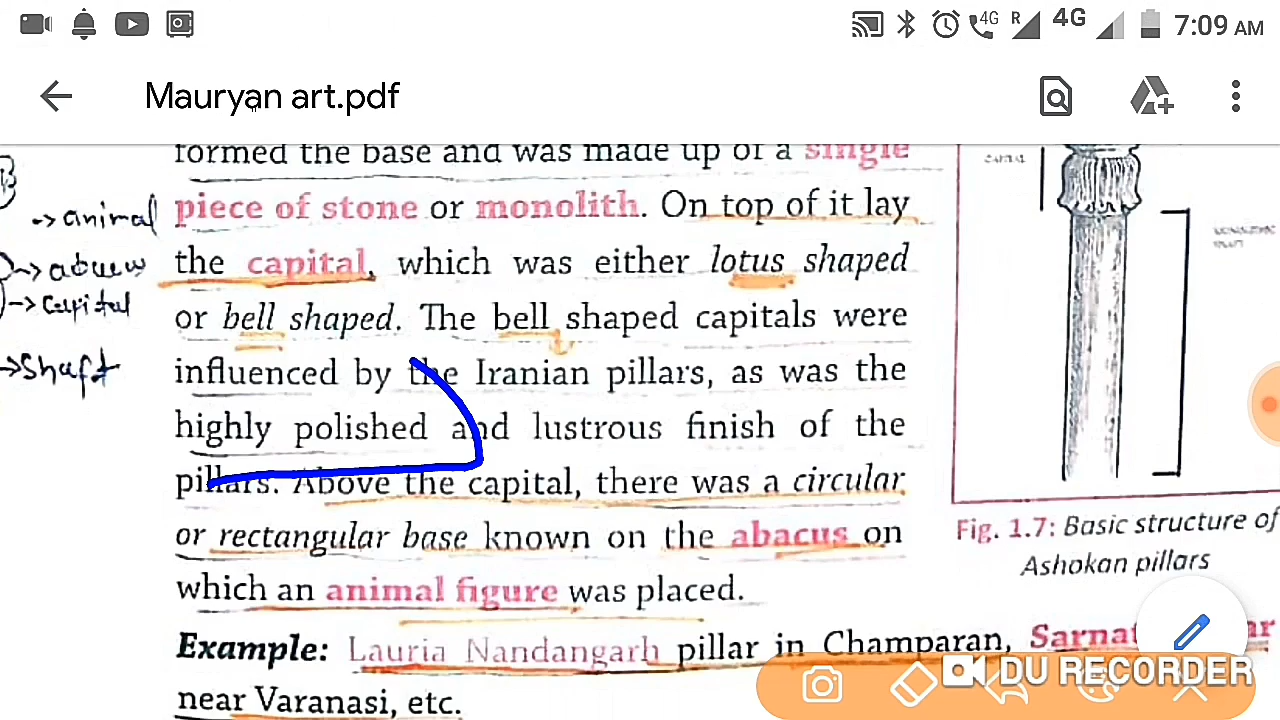 4G R 4G 7:09 AM
Mauryan art.pdf
formed the base and was made up of a single
piece of stone or monolith. On top of it lay
the capital, which was either lotus shaped
or bell shaped. The bell shaped capitals were
influenced by the Iranian pillars, as was the
highly polished and lustrous finish of the
pillars. Above the capital, there was a circular
or rectangular base known on the abacus on
which an animal figure was placed.
Example: Lauria Nandangarh pillar in Champaran,
near Varanasi, etc.
animal
capital
shaft
Fig. 1.7: Basic structure of
Ashokan pillars
DU RECORDER